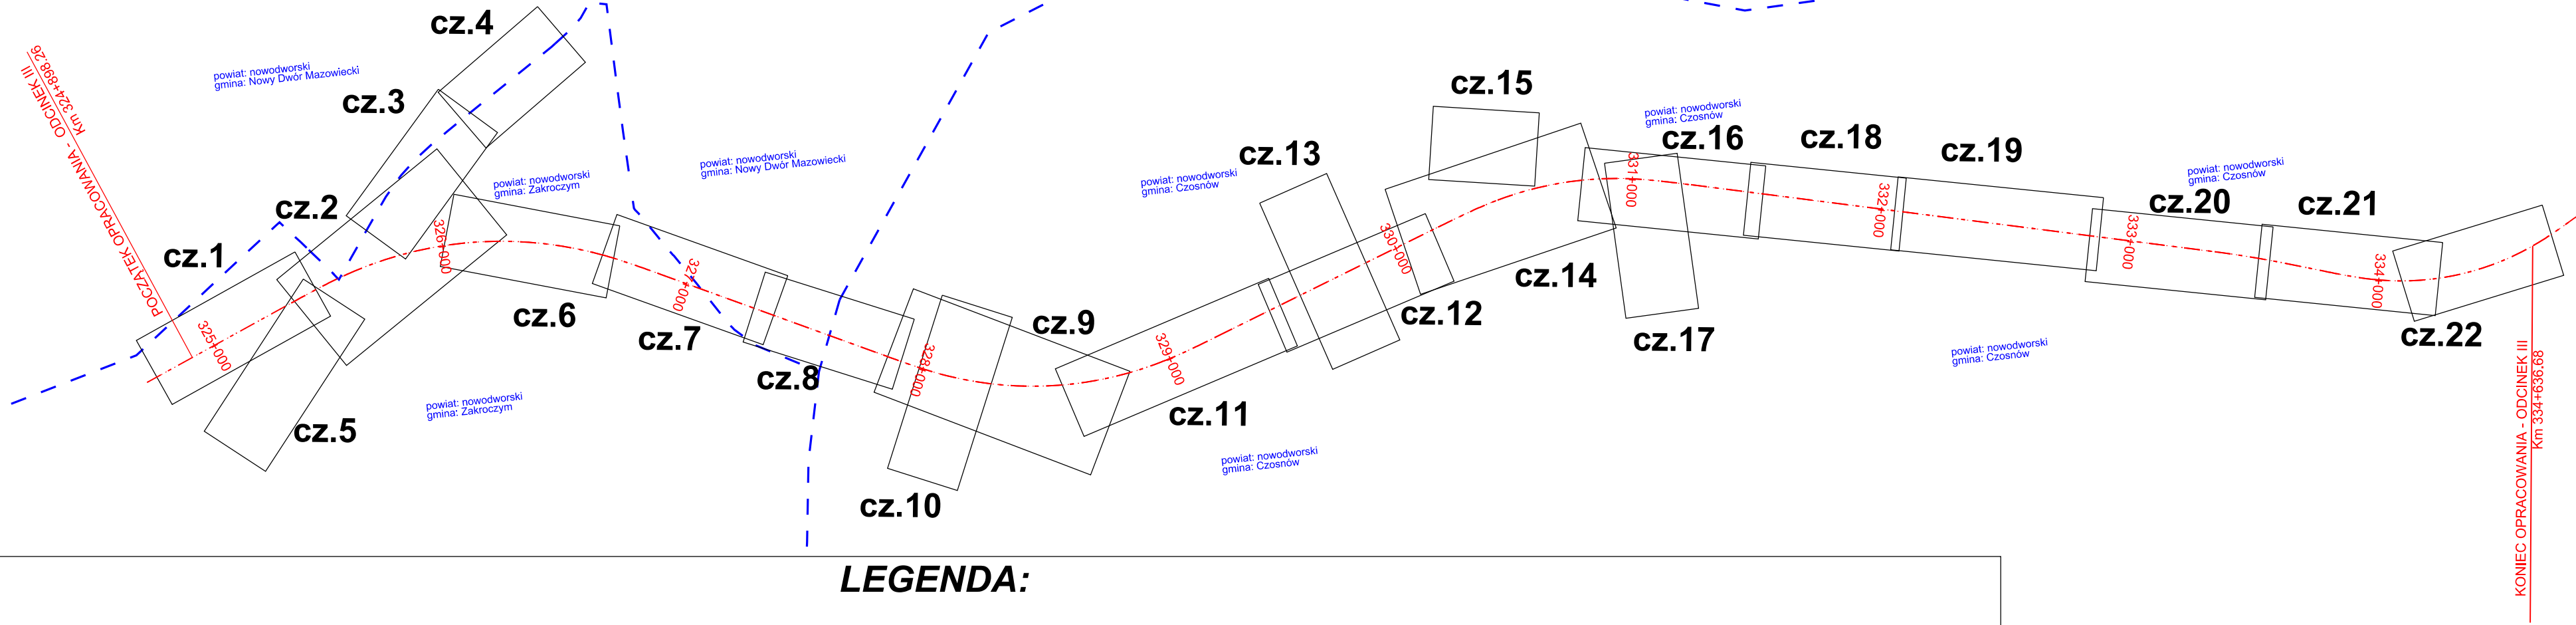 cz.4
POCZĄTEK OPRACOWANIA - ODCINEK III
Km 324+898.26
powiat: nowodworski
gmina: Nowy Dwór Mazowiecki
cz.3
cz.2
cz.1
325+000
cz.5
326+000
powiat: nowodworski
gmina: Zakroczym
cz.6
powiat: nowodworski
gmina: Zakroczym
powiat: nowodworski
gmina: Nowy Dwór Mazowiecki
327+000
cz.7
cz.8
328+000
cz.9
cz.10
powiat: nowodworski
gmina: Czosnów
329+000
cz.11
powiat: nowodworski
gmina: Czosnów
cz.13
330+000
cz.12
cz.15
cz.14
powiat: nowodworski
gmina: Czosnów
cz.16
331+000
cz.17
cz.18
332+000
cz.19
powiat: nowodworski
gmina: Czosnów
powiat: nowodworski
gmina: Czosnów
cz.20
333+000
cz.21
334+000
cz.22
KONIEC OPRACOWANIA - ODCINEK III
Km 334+636.68
LEGENDA: